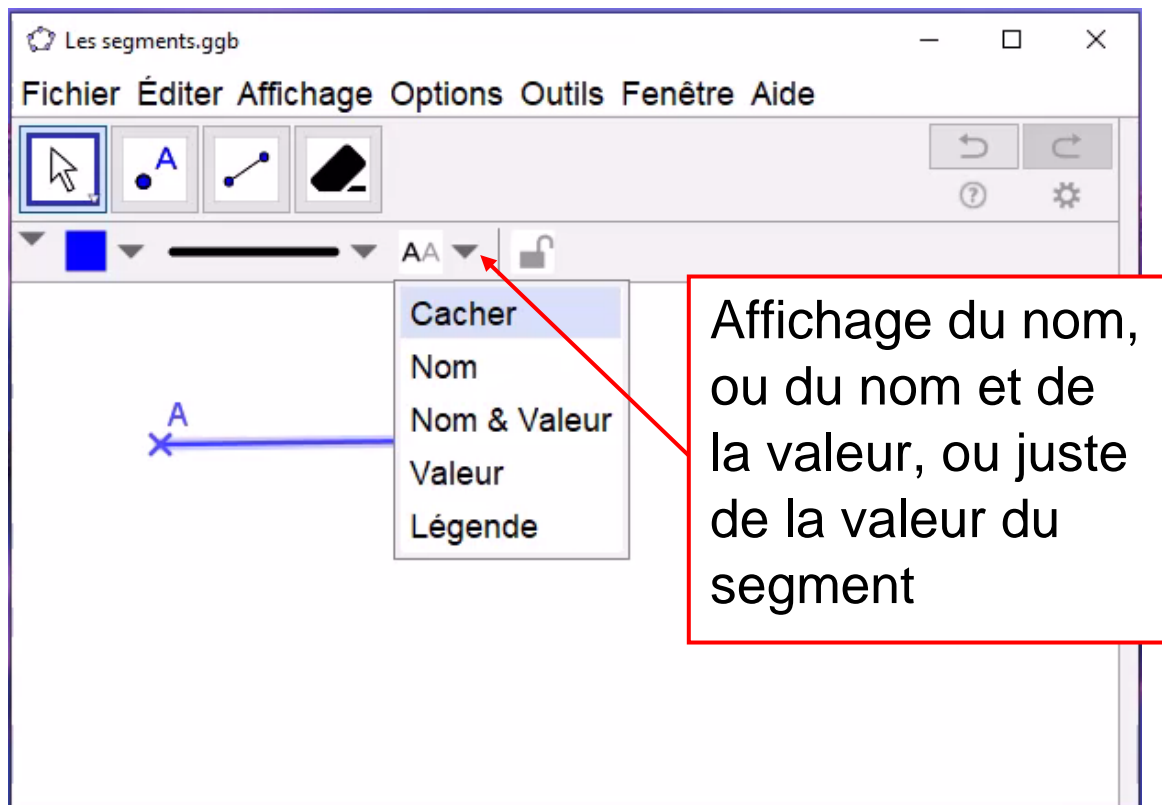 Les segments.ggb
Fichier Éditer Affichage Options Outils Fenêtre Aide
A
AA
Cacher
Nom
Nom & Valeur
Valeur
Légende
A
Affichage du nom,
ou du nom et de
la valeur, ou juste
de la valeur du
segment